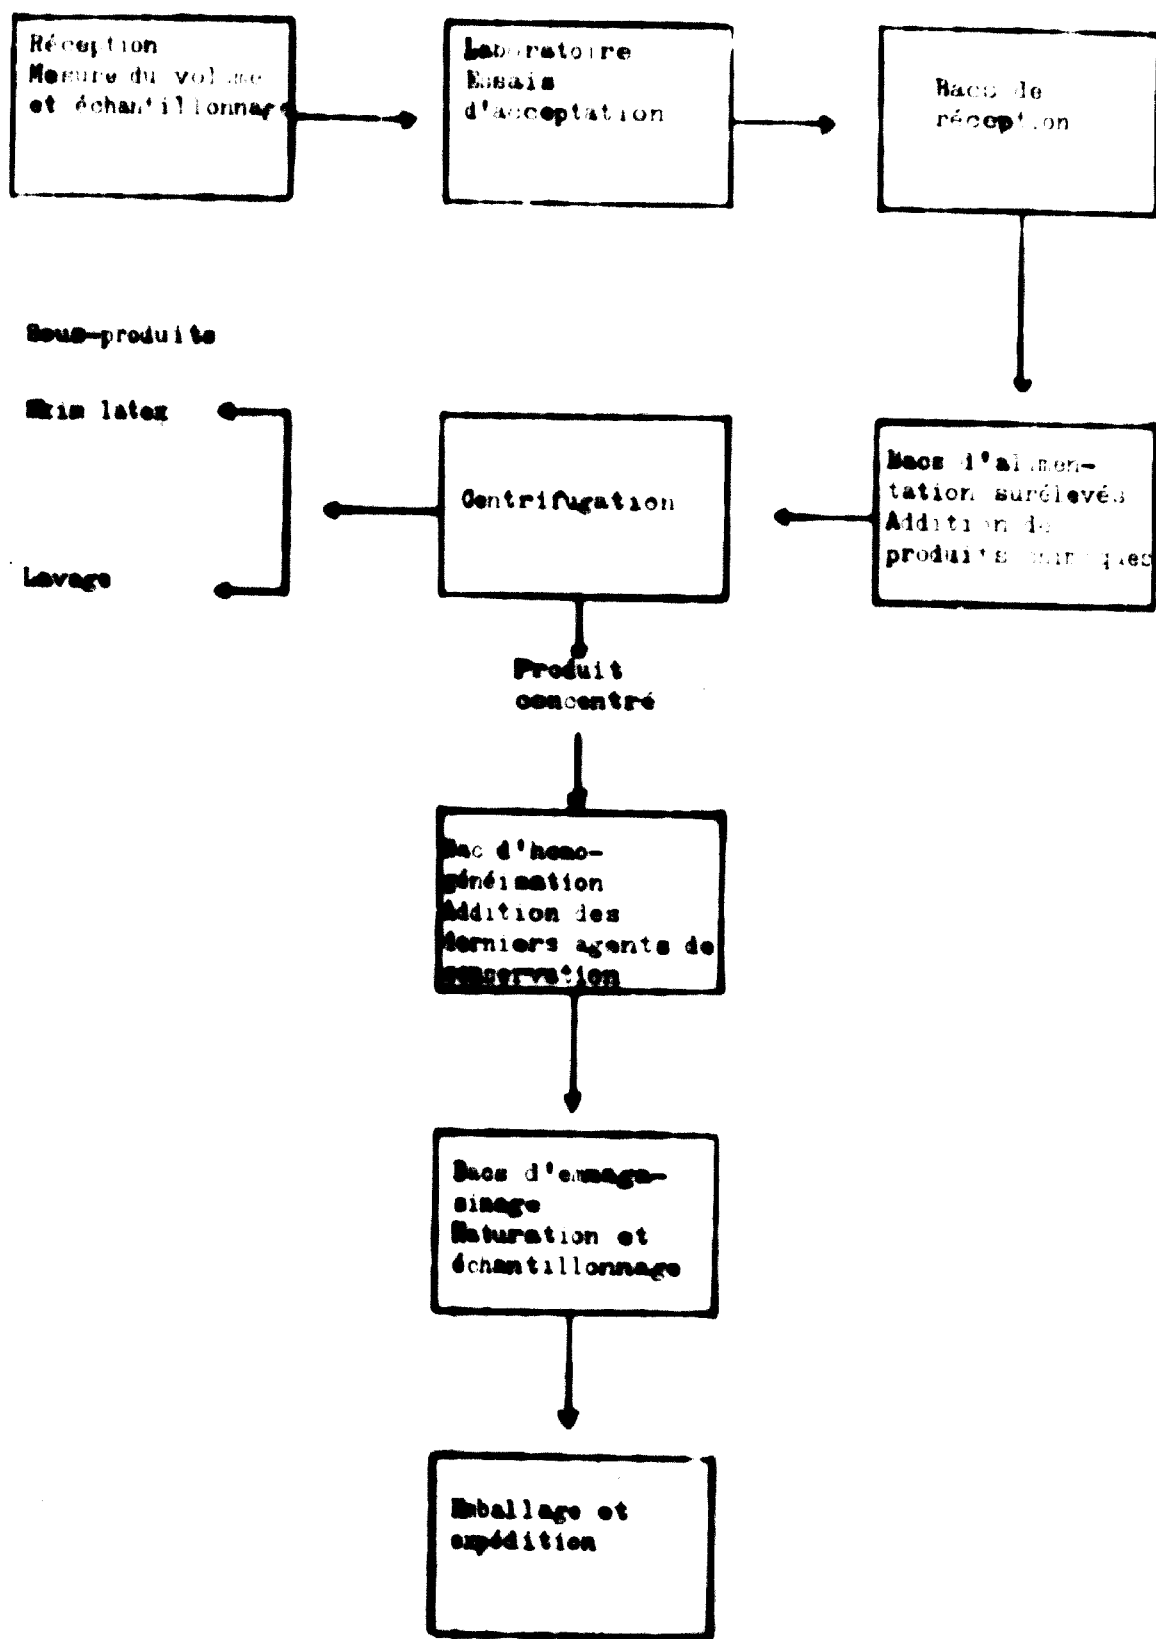 Réception
Mesure du volume
et échantillonnage
Laboratoire
Essais
d'acceptation
Bacs de
réception
Sous-produits
Skim latex
Lavage
Centrifugation
Bacs d'alimen-
tation surélevés
Addition de
produits chimiques
Produit
concentré
Bac d'homo-
généisation
Addition des
derniers agents de
conservation
Bacs d'emmaga-
sinage
Maturation et
échantillonnage
Emballage et
expédition